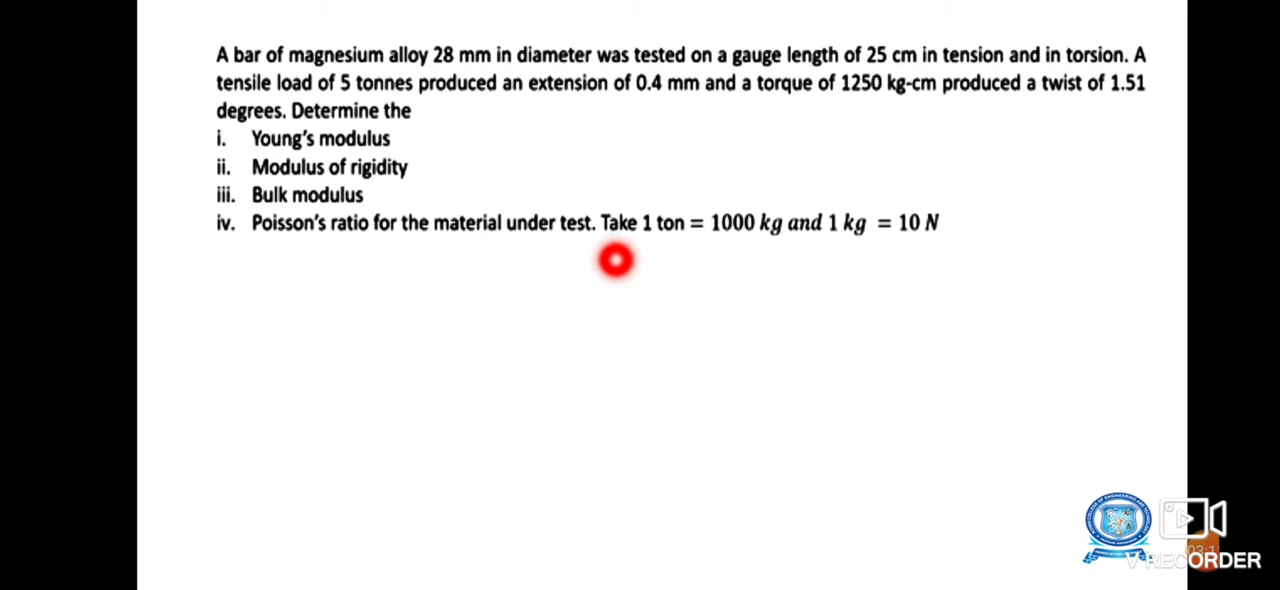 A bar of magnesium alloy 28 mm in diameter was tested on a gauge length of 25 cm in tension and in torsion. A
tensile load of 5 tonnes produced an extension of 0.4 mm and a torque of 1250 kg-cm produced a twist of 1.51
degrees. Determine the
i. Young's modulus
ii. Modulus of rigidity
iii. Bulk modulus
iv. Poisson's ratio for the material under test. Take 1 ton = 1000 kg and 1 kg = 10 N
V RECORDER